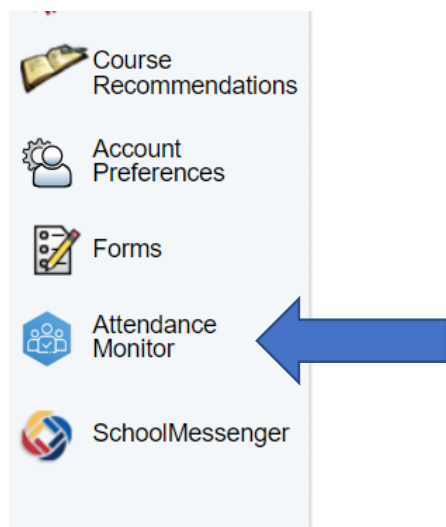 Course
Recommendations
Account
Preferences
Forms
Attendance
Monitor
SchoolMessenger